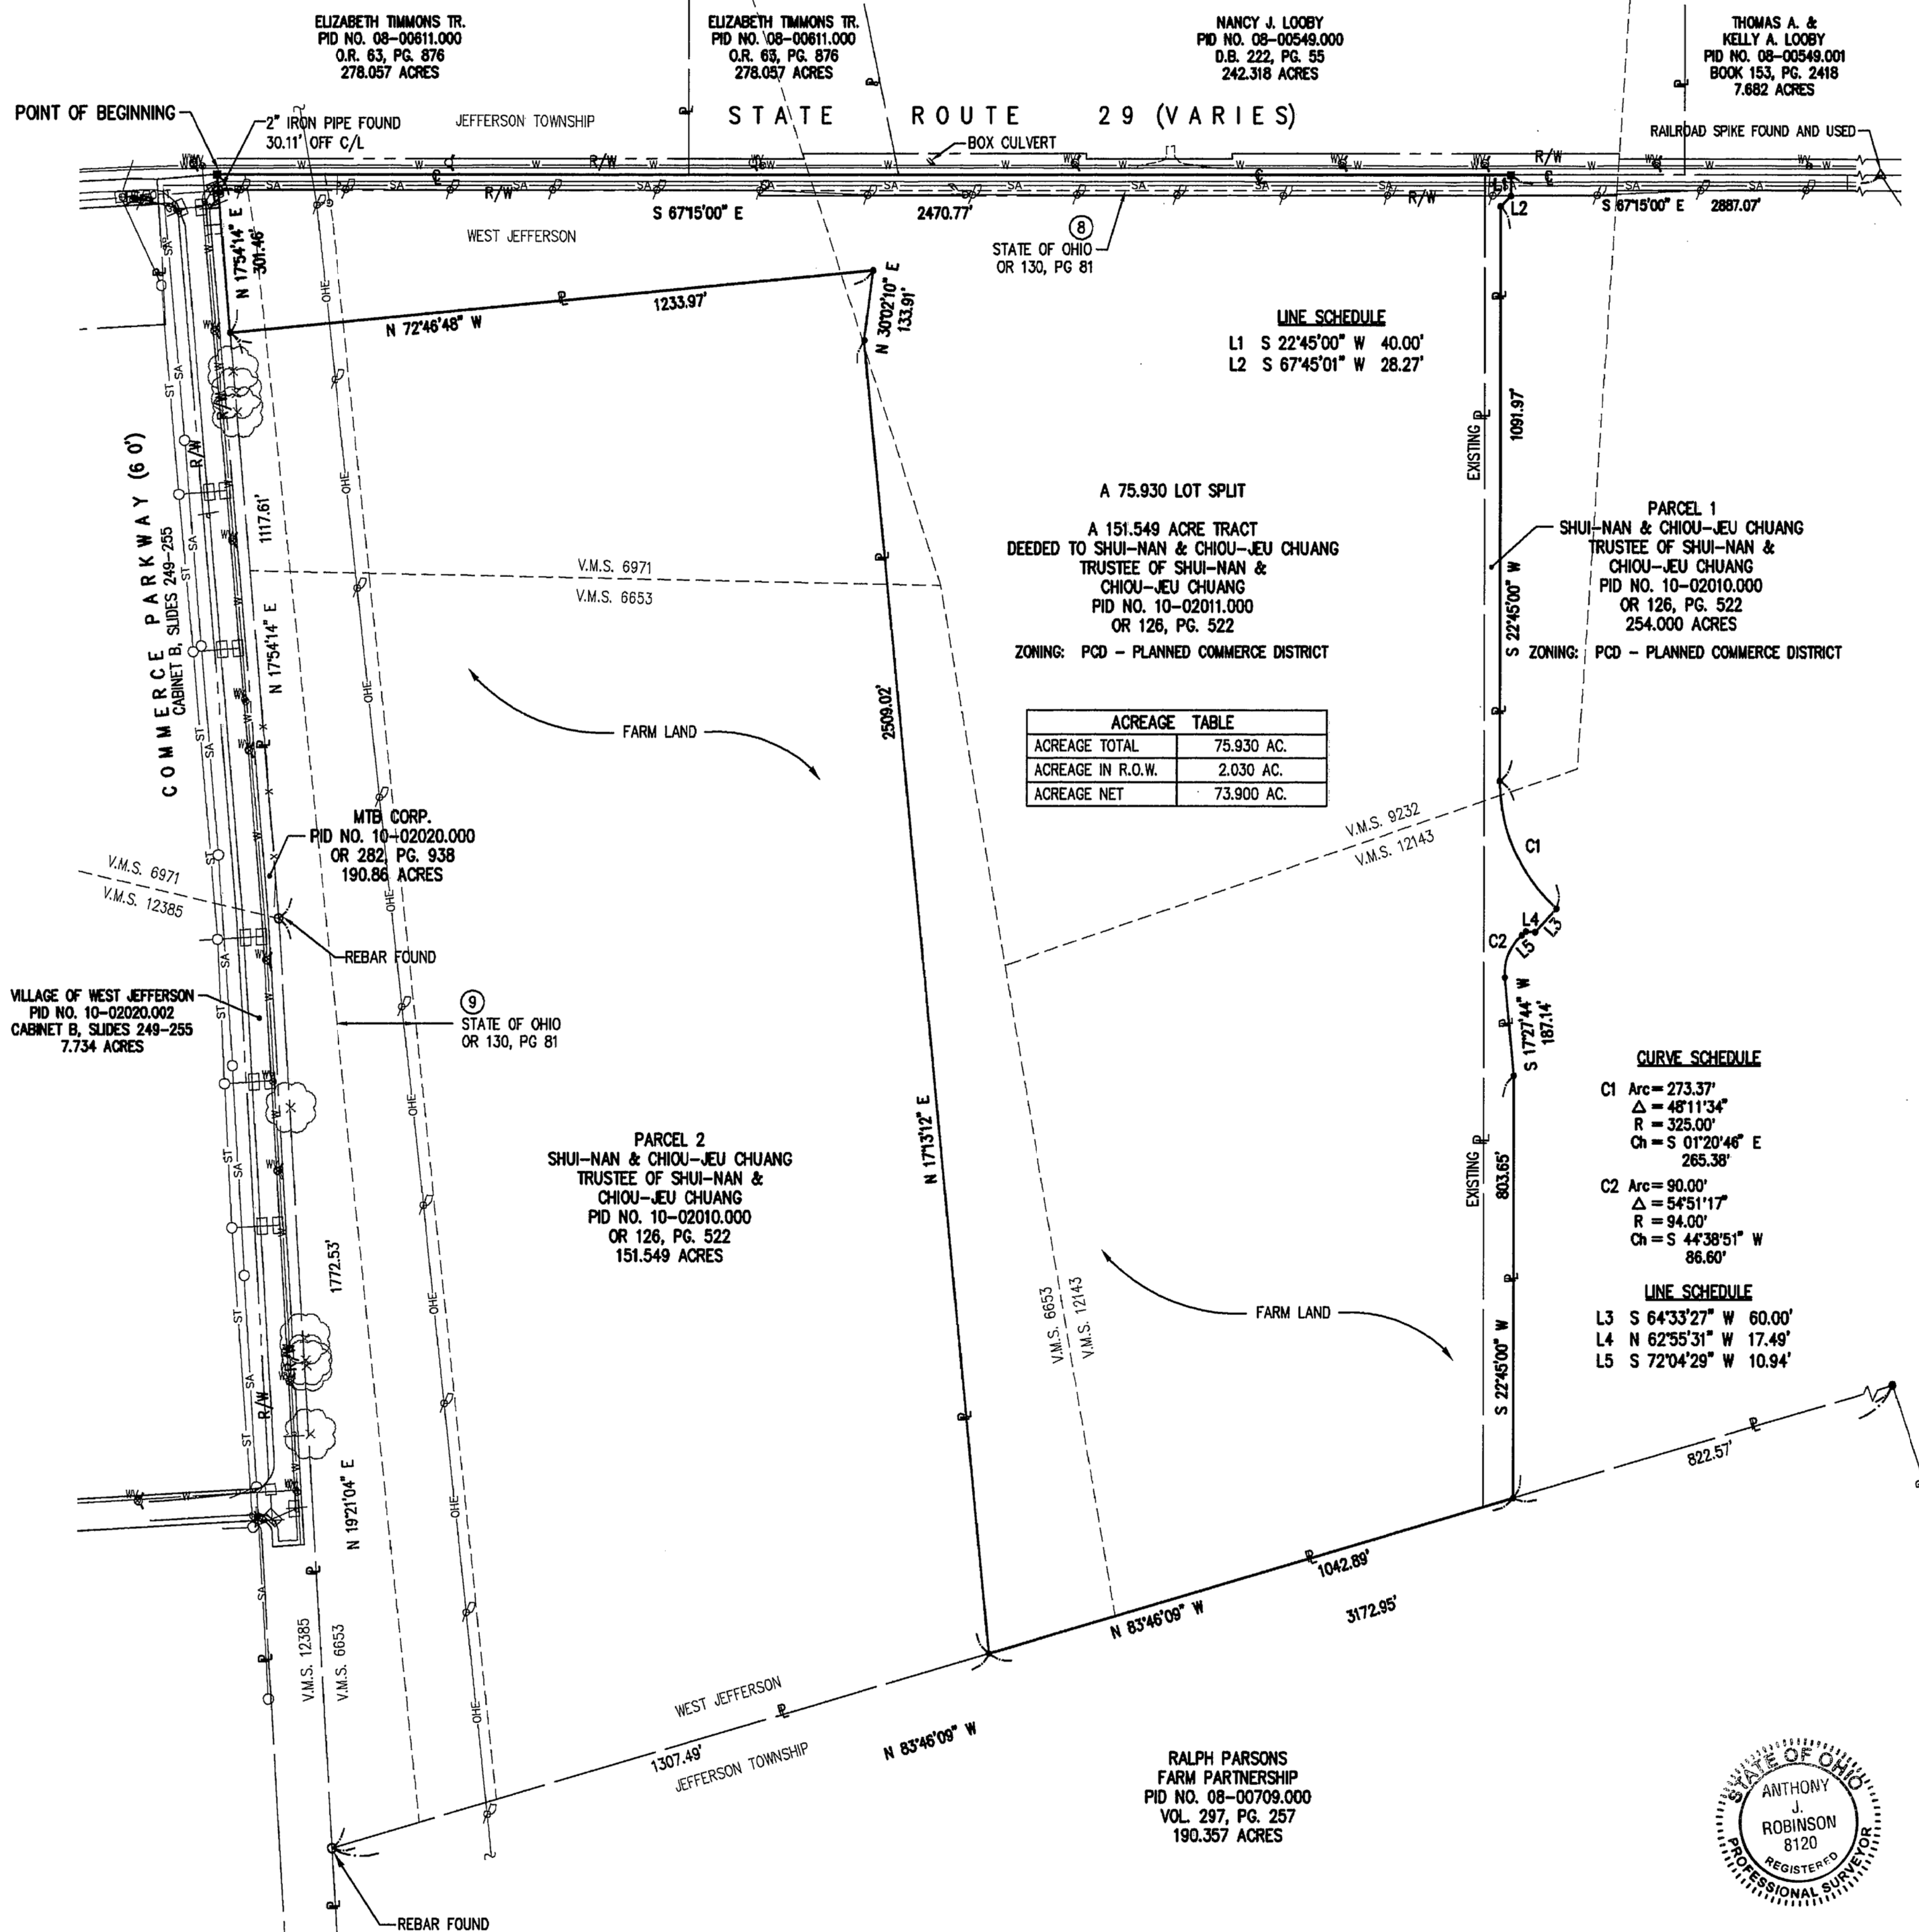 ELIZABETH TIMMONS TR.
PID NO. 08-00611.000
O.R. 63, PG. 876
278.057 ACRES
ELIZABETH TIMMONS TR.
PID NO. 08-00611.000
O.R. 63, PG. 876
278.057 ACRES
NANCY J. LOOBY
PID NO. 08-00549.000
D.B. 222, PG. 55
242.318 ACRES
THOMAS A. &
KELLY A. LOOBY
PID NO. 08-00549.001
BOOK 153, PG. 2418
7.682 ACRES
POINT OF BEGINNING
2" IRON PIPE FOUND
30.11' OFF C/L
JEFFERSON TOWNSHIP
STATE ROUTE 29 (VARIES)
BOX CULVERT
RAILROAD SPIKE FOUND AND USED
R/W
R/W
R/W
R/W
S 67°15'00" E 2470.77'
L1
L2
S 67°15'00" E 2887.07'
WEST JEFFERSON
8
STATE OF OHIO
OR 130, PG 81
N 17°54'14" E
301.46'
N 72°46'48" W
1233.97'
N 30°02'10" E
133.91'
LINE SCHEDULE
L1 S 22°45'00" W 40.00'
L2 S 67°45'01" W 28.27'
1091.97'
EXISTING
COMMERCE PARKWAY (60')
CABINET B, SLIDES 249-255
R/W
R/W
1117.61'
N 17°54'14" E
V.M.S. 6971
V.M.S. 6653
A 75.930 LOT SPLIT
A 151.549 ACRE TRACT
DEEDED TO SHUI-NAN & CHIOU-JEU CHUANG
TRUSTEE OF SHUI-NAN &
CHIOU-JEU CHUANG
PID NO. 10-02011.000
OR 126, PG. 522
ZONING: PCD - PLANNED COMMERCE DISTRICT
PARCEL 1
SHUI-NAN & CHIOU-JEU CHUANG
TRUSTEE OF SHUI-NAN &
CHIOU-JEU CHUANG
PID NO. 10-02010.000
OR 126, PG. 522
254.000 ACRES
ZONING: PCD - PLANNED COMMERCE DISTRICT
S 22°45'00" W
FARM LAND
2509.02'
ACREAGE TABLE
ACREAGE TOTAL 75.930 AC.
ACREAGE IN R.O.W. 2.030 AC.
ACREAGE NET 73.900 AC.
MTB CORP.
PID NO. 10-02020.000
OR 282, PG. 938
190.86 ACRES
V.M.S. 9232
V.M.S. 12143
C1
V.M.S. 6971
V.M.S. 12385
REBAR FOUND
L4
L3
C2
L5
VILLAGE OF WEST JEFFERSON
PID NO. 10-02020.002
CABINET B, SLIDES 249-255
7.734 ACRES
9
STATE OF OHIO
OR 130, PG 81
S 17°27'44" W
187.14'
CURVE SCHEDULE
C1 Arc= 273.37'
Δ = 48°11'34"
R = 325.00'
Ch = S 01°20'46" E
265.38'
C2 Arc= 90.00'
Δ = 54°51'17"
R = 94.00'
Ch = S 44°38'51" W
86.60'
N 17°13'12" E
PARCEL 2
SHUI-NAN & CHIOU-JEU CHUANG
TRUSTEE OF SHUI-NAN &
CHIOU-JEU CHUANG
PID NO. 10-02010.000
OR 126, PG. 522
151.549 ACRES
EXISTING
803.65'
1772.53'
V.M.S. 6653
V.M.S. 12143
FARM LAND
S 22°45'00" W
LINE SCHEDULE
L3 S 64°33'27" W 60.00'
L4 N 62°55'31" W 17.49'
L5 S 72°04'29" W 10.94'
R/W
R/W
N 19°21'04" E
822.57'
1042.89'
N 83°46'09" W
3172.95'
V.M.S. 12385
V.M.S. 6653
WEST JEFFERSON
1307.49'
JEFFERSON TOWNSHIP
N 83°46'09" W
RALPH PARSONS
FARM PARTNERSHIP
PID NO. 08-00709.000
VOL. 297, PG. 257
190.357 ACRES
STATE OF OHIO
ANTHONY
J.
ROBINSON
8120
REGISTERED
PROFESSIONAL SURVEYOR
REBAR FOUND